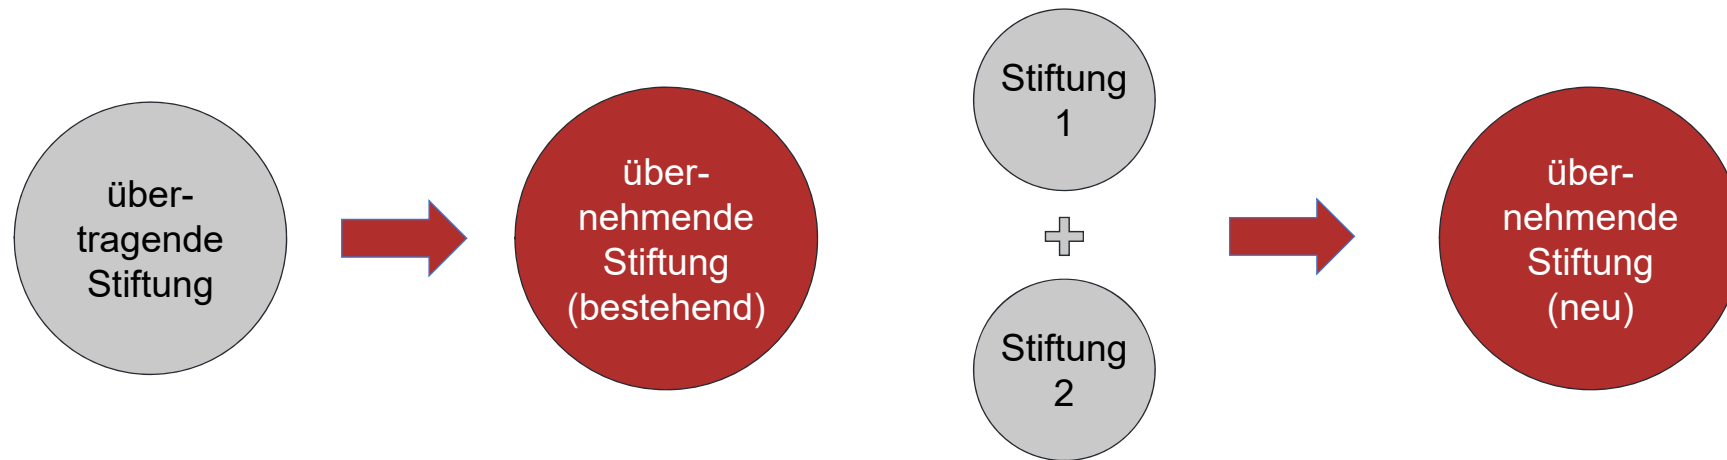 über-
tragende
Stiftung
über-
nehmende
Stiftung
(bestehend)
Stiftung
1
Stiftung
2
über-
nehmende
Stiftung
(neu)